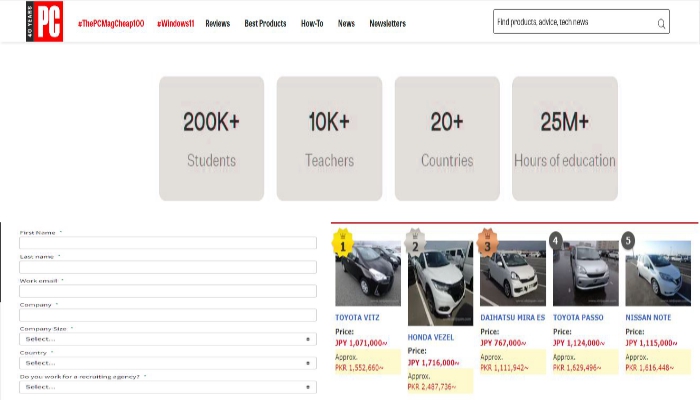 40 YEARS
PC
#ThePCMagCheap100
#Windows11
Reviews
Best Products
How-To
News
Newsletters
Find products, advice, tech news
200K+
Students
10K+
Teachers
20+
Countries
25M+
Hours of education
First Name *
Last name *
Work email *
Company *
Company Size *
Select...
Country *
Select...
Do you work for a recruiting agency? *
Select...
1
TOYOTA VITZ
Price:
JPY 1,071,000~
Approx.
PKR 1,552,660~
2
HONDA VEZEL
Price:
JPY 1,716,000~
Approx.
PKR 2,487,736~
3
DAIHATSU MIRA ES
Price:
JPY 767,000~
Approx.
PKR 1,111,942~
4
TOYOTA PASSO
Price:
JPY 1,124,000~
Approx.
PKR 1,629,496~
5
NISSAN NOTE
Price:
JPY 1,115,000~
Approx.
PKR 1,616,448~